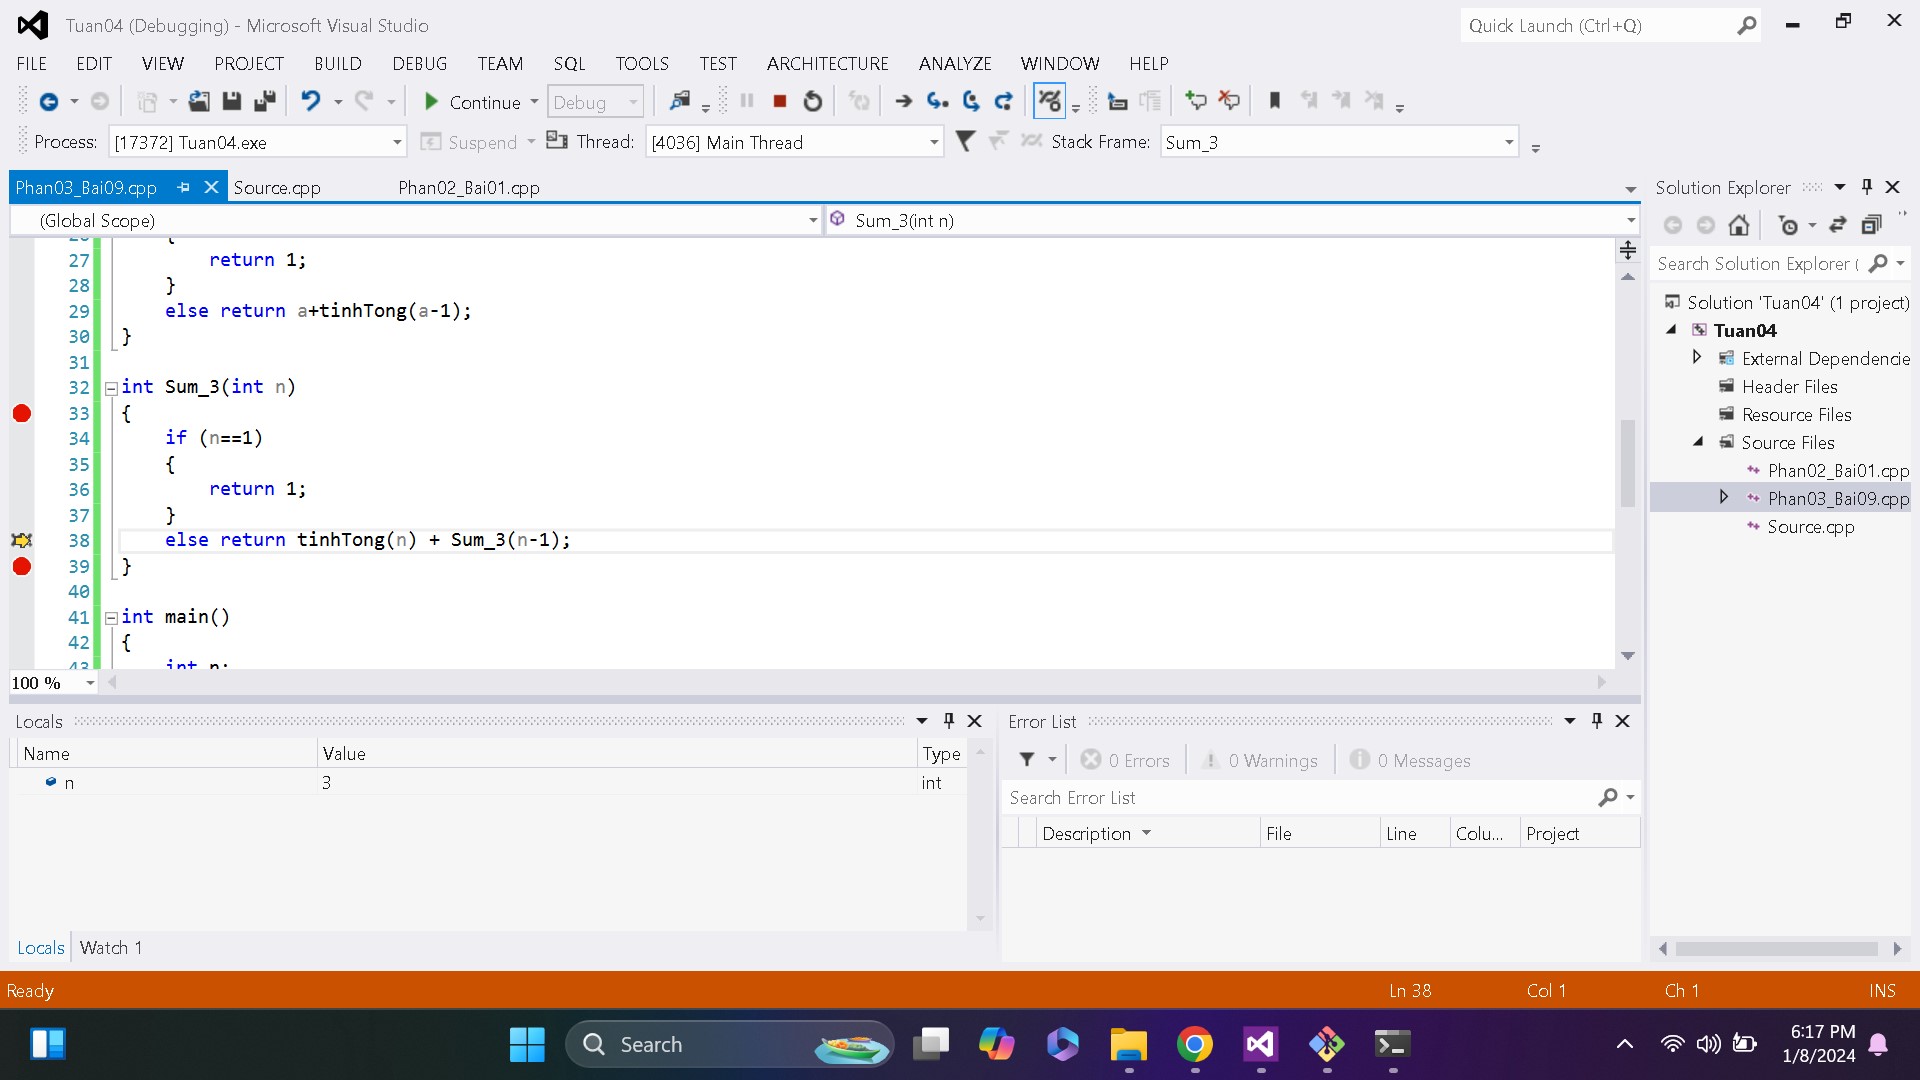 Tuan04 (Debugging) - Microsoft Visual Studio
Quick Launch (Ctrl+Q)
FILE EDIT VIEW PROJECT BUILD DEBUG TEAM SQL TOOLS TEST ARCHITECTURE ANALYZE WINDOW HELP
Continue Debug
Process: [17372] Tuan04.exe Suspend Thread: [4036] Main Thread Stack Frame: Sum_3
Phan03_Bai09.cpp Source.cpp Phan02_Bai01.cpp
(Global Scope) Sum_3(int n)
26 {
27 return 1;
28 }
29 else return a+tinhTong(a-1);
30 }
31
32 int Sum_3(int n)
33 {
34 if (n==1)
35 {
36 return 1;
37 }
38 else return tinhTong(n) + Sum_3(n-1);
39 }
40
41 int main()
42 {
43 int n;
100 %
Solution Explorer
Search Solution Explorer (
Solution 'Tuan04' (1 project)
Tuan04
External Dependencie
Header Files
Resource Files
Source Files
Phan02_Bai01.cpp
Phan03_Bai09.cpp
Source.cpp
Locals
Name Value Type
n 3 int
Locals Watch 1
Error List
0 Errors 0 Warnings 0 Messages
Search Error List
Description File Line Colu... Project
Ready Ln 38 Col 1 Ch 1 INS
Search
6:17 PM
1/8/2024